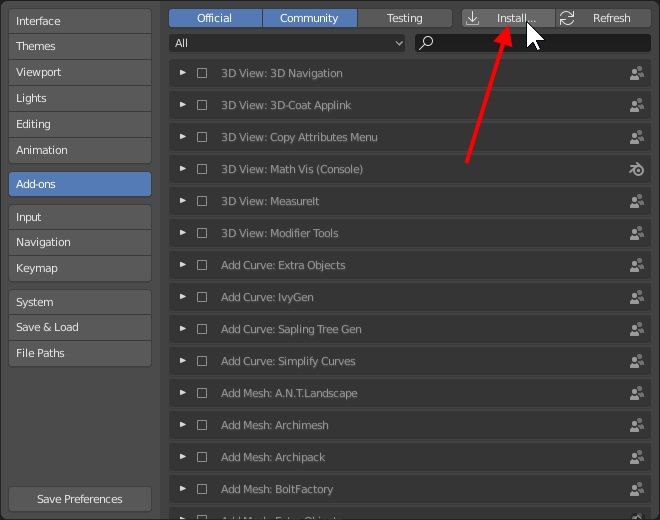 Interface
Themes
Viewport
Lights
Editing
Animation
Add-ons
Input
Navigation
Keymap
System
Save & Load
File Paths
Save Preferences
Official Community Testing Install... Refresh
All
3D View: 3D Navigation
3D View: 3D-Coat Applink
3D View: Copy Attributes Menu
3D View: Math Vis (Console)
3D View: MeasureIt
3D View: Modifier Tools
Add Curve: Extra Objects
Add Curve: IvyGen
Add Curve: Sapling Tree Gen
Add Curve: Simplify Curves
Add Mesh: A.N.T.Landscape
Add Mesh: Archimesh
Add Mesh: Archipack
Add Mesh: BoltFactory
Add Mesh: Extra Objects